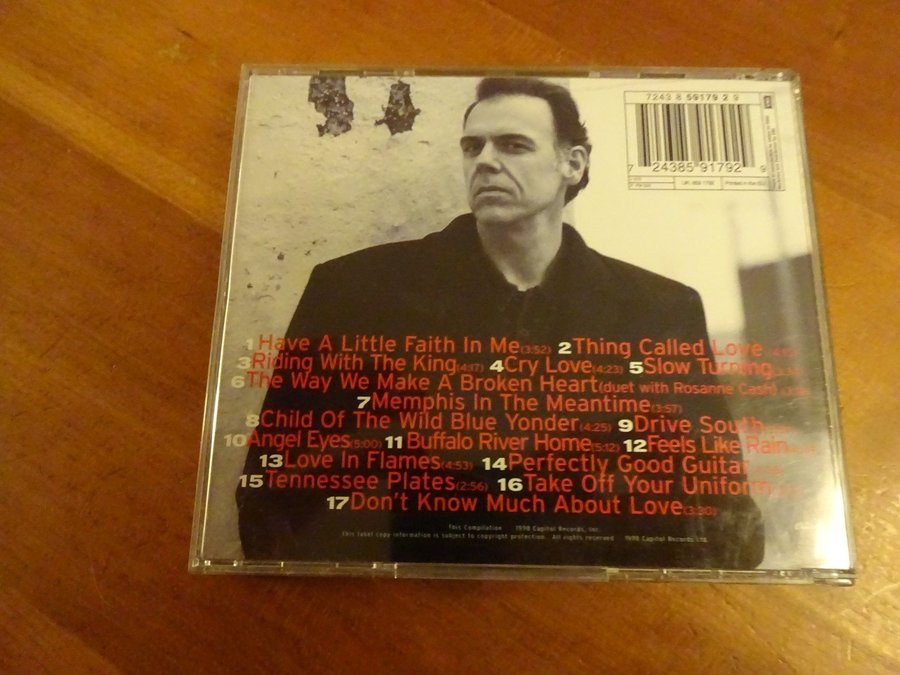 7243 8 59179 2 9
7 24385 91792 9
1 Have A Little Faith In Me (3:52) 2 Thing Called Love
3 Riding With The King (4:17) 4 Cry Love (4:23) 5 Slow Turning
6 The Way We Make A Broken Heart (duet with Rosanne Cash)
7 Memphis In The Meantime (3:57)
8 Child Of The Wild Blue Yonder (4:25) 9 Drive South
10 Angel Eyes (5:00) 11 Buffalo River Home (5:12) 12 Feels Like Rain
13 Love In Flames (4:53) 14 Perfectly Good Guitar
15 Tennessee Plates (2:56) 16 Take Off Your Uniform
17 Don't Know Much About Love (3:30)
This Compilation 1998 Capitol Records, Inc.
This label copy information is subject to copyright protection. All rights reserved 1998 Capitol Records Ltd.